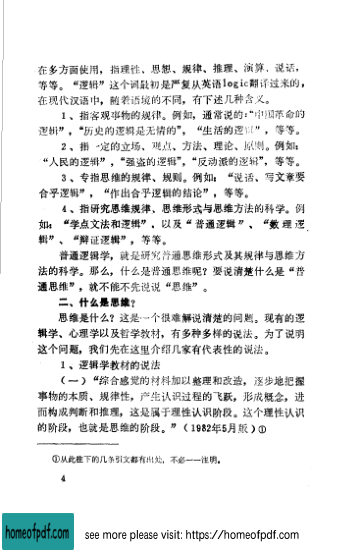 在多方面使用，指理性、思想、规律、推理、演算、说话，
等等。“逻辑”这个词最初是严复从英语logic翻译过来的，
在现代汉语中，随着语境的不同，有下述几种含义。
1、指客观事物的规律。例如，通常说的：“中国革命的
逻辑”，“历史的逻辑是无情的”，“生活的逻辑”，等等。
2、指一定的立场、观点、方法、理论、原则。例如：
“人民的逻辑”，“强盗的逻辑”，“反动派的逻辑”，等等。
3、专指思维的规律、规则。例如：“说话、写文章要
合乎逻辑”，“作出合乎逻辑的结论”，等等。
4、指研究思维规律、思维形式与思维方法的科学。例
如：“学点文法和逻辑”，以及“普通逻辑”、“数理逻
辑”、“辩证逻辑”，等等。
普通逻辑学，就是研究普通思维形式及其规律与思维方
法的科学。那么，什么是普通思维呢？要说清楚什么是“普
通思维”，就不能不先说说“思维”。
二、什么是思维？
思维是什么？这是一个很难解说清楚的问题。现有的逻
辑学、心理学以及哲学教材，有多种多样的说法。为了说明
这个问题，我们先在这里介绍几家有代表性的说法。
1、逻辑学教材的说法
（一）“综合感觉的材料加以整理和改造，逐步地把握
事物的本质、规律性，产生认识过程的飞跃，形成概念，进
而构成判断和推理，这是属于理性认识阶段。这个理性认识
的阶段，也就是思维的阶段。”（1982年5月版）①
①从此往下的几条引文都有出处，不必一一注明。
4
homeofpdf.com
see more please visit: https://homeofpdf.com